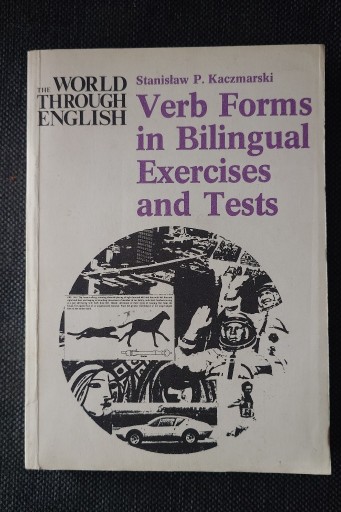 THE WORLD
THROUGH
ENGLISH
Stanisław P. Kaczmarski
Verb Forms
in Bilingual
Exercises
and Tests